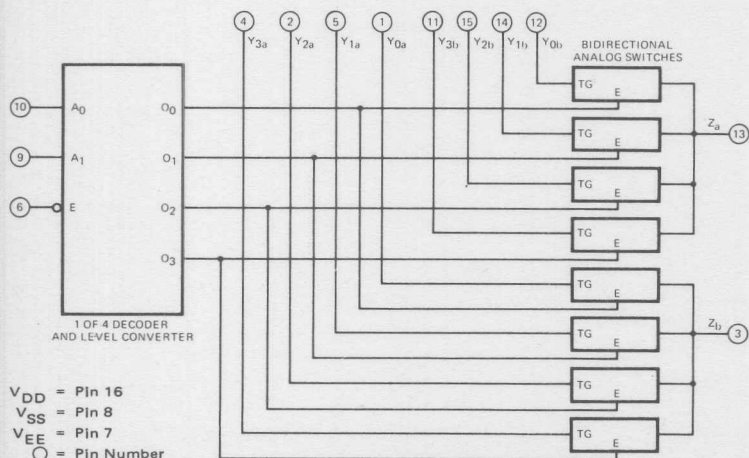 4 2 5 1 11 15 14 12
Y3a Y2a Y1a Y0a Y3b Y2b Y1b Y0b
BIDIRECTIONAL
ANALOG SWITCHES
TG E
10 A0 O0
TG E
Za 13
9 A1 O1
TG E
6 E O2
TG E
O3
TG E
1 OF 4 DECODER
AND LEVEL CONVERTER
TG E
Zb 3
TG E
TG E
VDD = Pin 16
VSS = Pin 8
VEE = Pin 7
○ = Pin Number